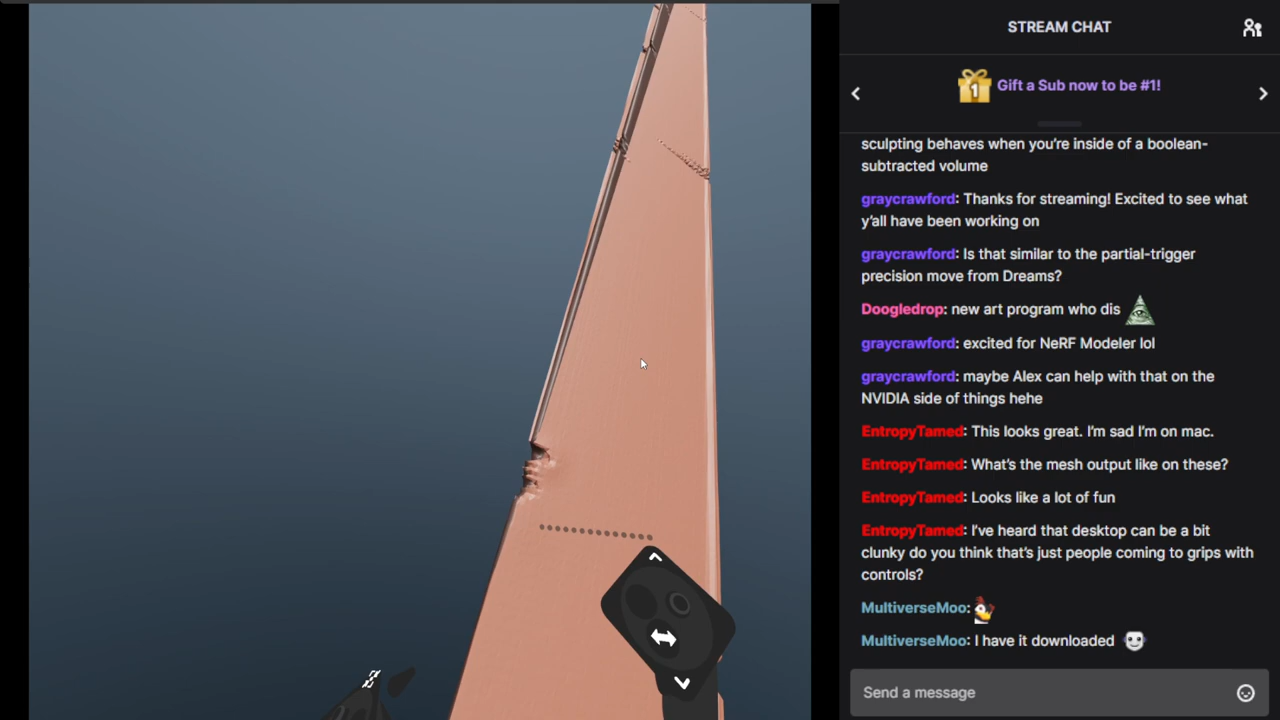 STREAM CHAT
1
Gift a Sub now to be #1!
sculpting behaves when you're inside of a boolean-
subtracted volume
graycrawford: Thanks for streaming! Excited to see what
y'all have been working on
graycrawford: Is that similar to the partial-trigger
precision move from Dreams?
Doogledrop: new art program who dis
graycrawford: excited for NeRF Modeler lol
graycrawford: maybe Alex can help with that on the
NVIDIA side of things hehe
EntropyTamed: This looks great. I'm sad I'm on mac.
EntropyTamed: What's the mesh output like on these?
EntropyTamed: Looks like a lot of fun
EntropyTamed: I've heard that desktop can be a bit
clunky do you think that's just people coming to grips with
controls?
MultiverseMoo:
MultiverseMoo: I have it downloaded
Send a message